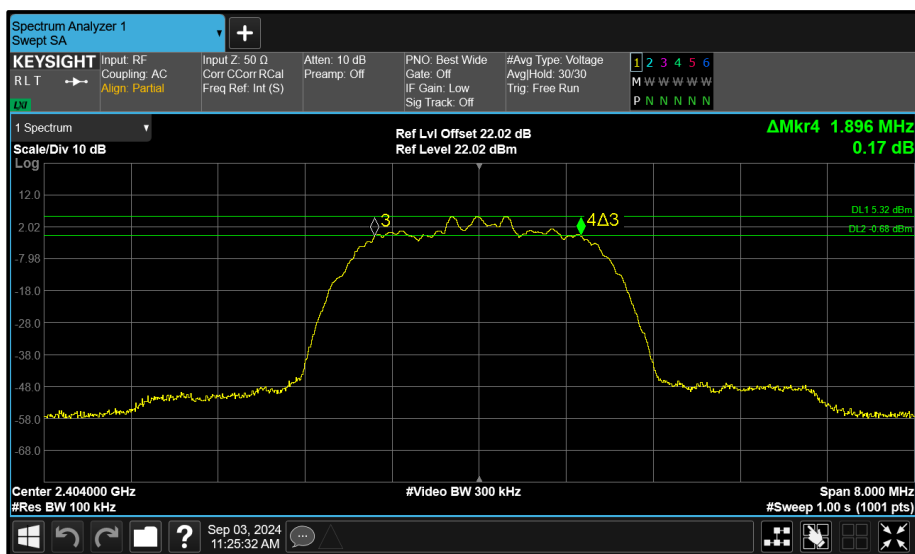 Spectrum Analyzer 1
Swept SA
+
KEYSIGHT
RLT
LXI
Input: RF
Coupling: AC
Align: Partial
Input Z: 50 Ω
Corr CCorr RCal
Freq Ref: Int (S)
Atten: 10 dB
Preamp: Off
PNO: Best Wide
Gate: Off
IF Gain: Low
Sig Track: Off
#Avg Type: Voltage
Avg|Hold: 30/30
Trig: Free Run
1 2 3 4 5 6
M W W W W W
P N N N N N
1 Spectrum
Scale/Div 10 dB
Log
Ref Lvl Offset 22.02 dB
Ref Level 22.02 dBm
ΔMkr4 1.896 MHz
0.17 dB
12.0
DL1 5.32 dBm
3
4Δ3
2.02
DL2 -0.68 dBm
-7.98
-18.0
-28.0
-38.0
-48.0
-58.0
-68.0
Center 2.404000 GHz
#Video BW 300 kHz
Span 8.000 MHz
#Res BW 100 kHz
#Sweep 1.00 s (1001 pts)
?
Sep 03, 2024
11:25:32 AM